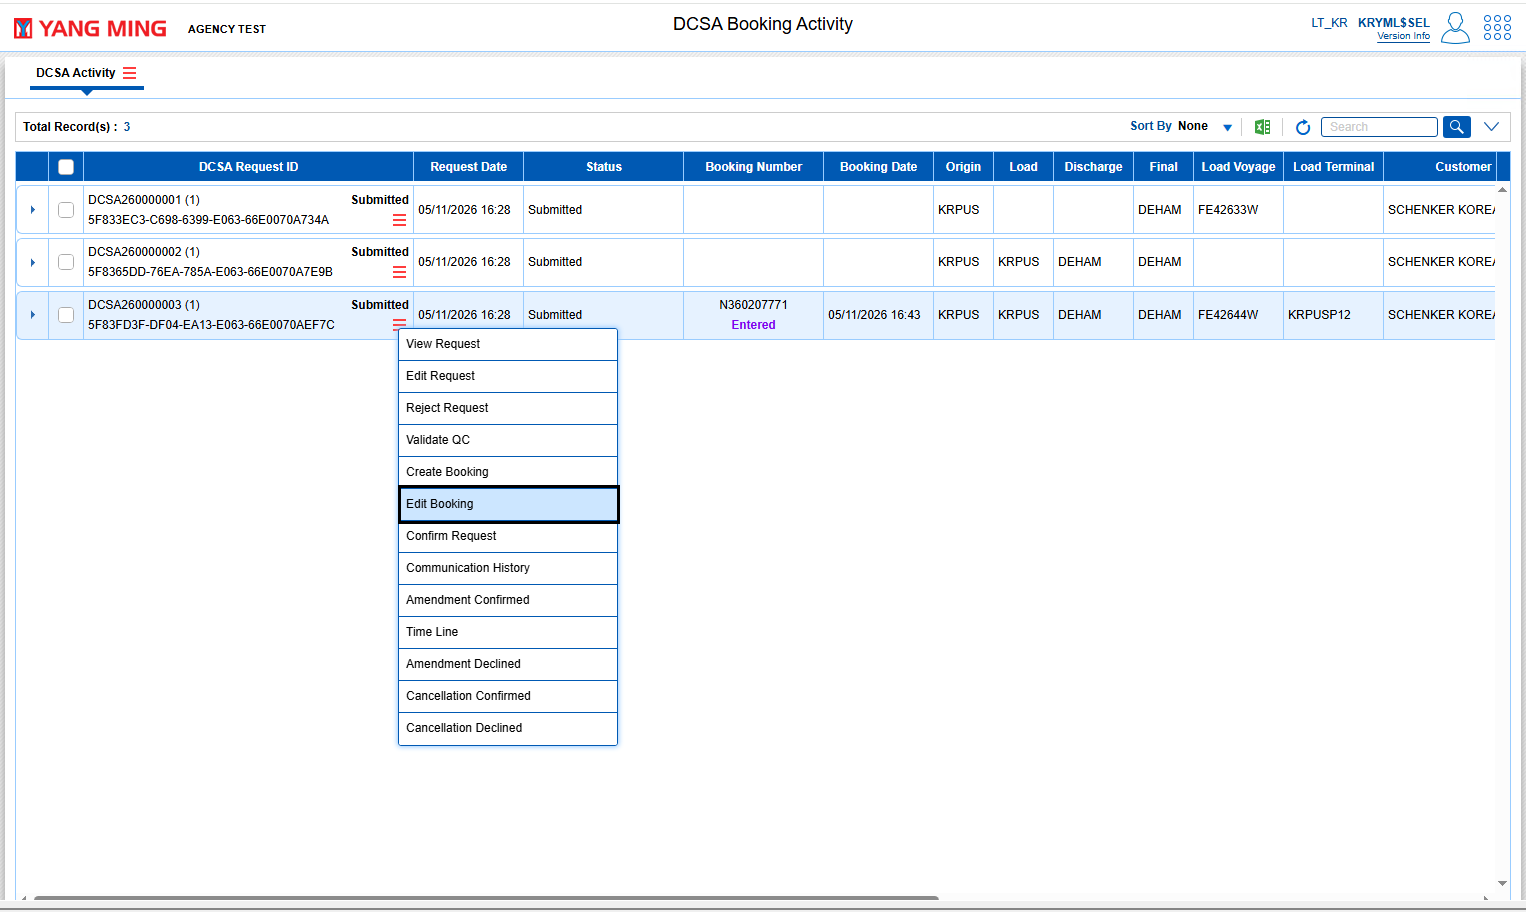 YANG MING AGENCY TEST
DCSA Booking Activity
LT_KR KRYML$SEL
Version Info
DCSA Activity
Total Record(s) : 3
Sort By None
Search
DCSA Request ID Request Date Status Booking Number Booking Date Origin Load Discharge Final Load Voyage Load Terminal Customer
DCSA260000001 (1) Submitted
5F833EC3-C698-6399-E063-66E0070A734A
05/11/2026 16:28 Submitted KRPUS DEHAM FE42633W SCHENKER KOREA
DCSA260000002 (1) Submitted
5F8365DD-76EA-785A-E063-66E0070A7E9B
05/11/2026 16:28 Submitted KRPUS KRPUS DEHAM DEHAM SCHENKER KOREA
DCSA260000003 (1) Submitted
5F83FD3F-DF04-EA13-E063-66E0070AEF7C
05/11/2026 16:28 Submitted
N360207771
Entered
05/11/2026 16:43 KRPUS KRPUS DEHAM DEHAM FE42644W KRPUSP12 SCHENKER KOREA
View Request
Edit Request
Reject Request
Validate QC
Create Booking
Edit Booking
Confirm Request
Communication History
Amendment Confirmed
Time Line
Amendment Declined
Cancellation Confirmed
Cancellation Declined